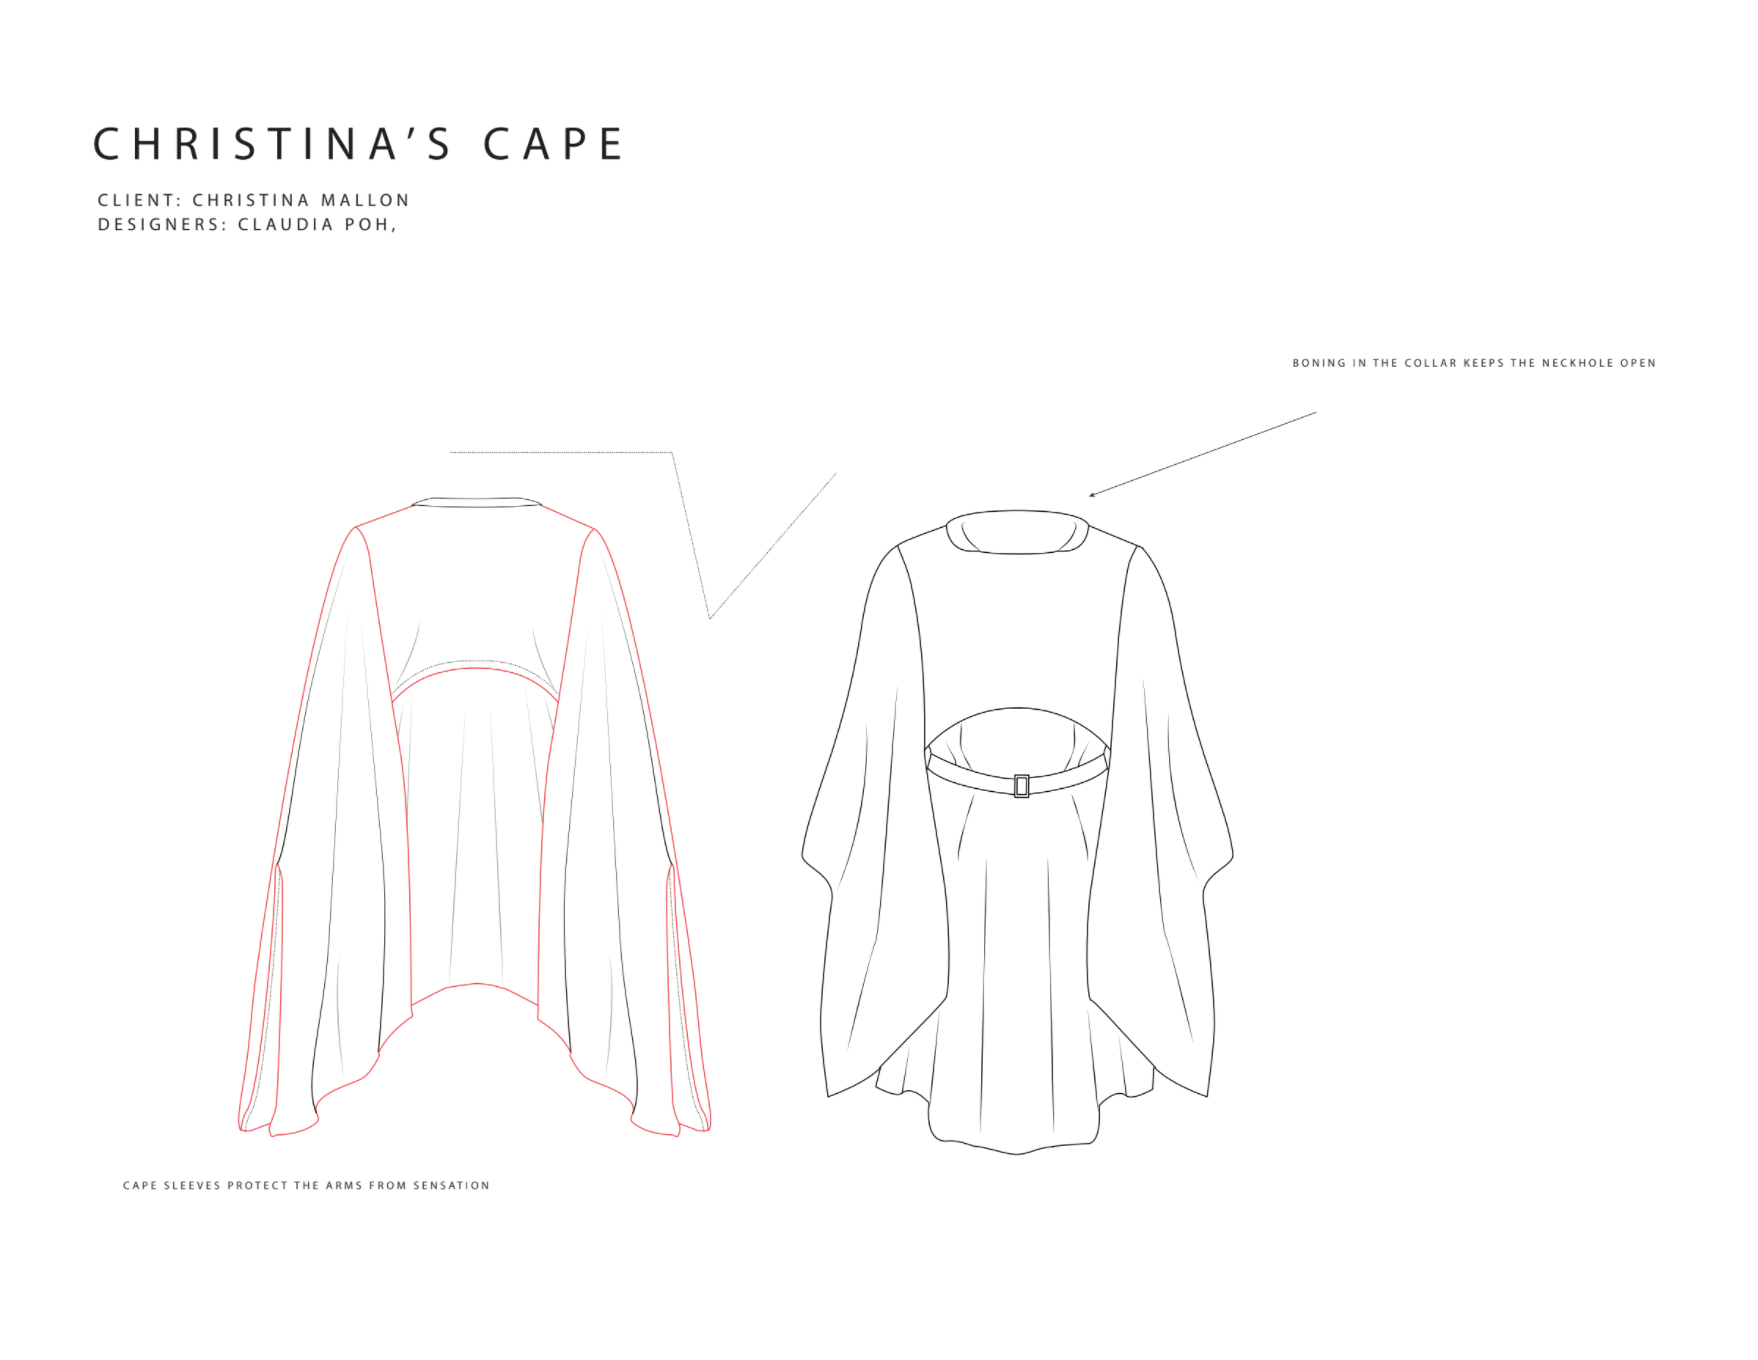 CHRISTINA'S CAPE
CLIENT: CHRISTINA MALLON
DESIGNERS: CLAUDIA POH,
BONING IN THE COLLAR KEEPS THE NECKHOLE OPEN
CAPE SLEEVES PROTECT THE ARMS FROM SENSATION